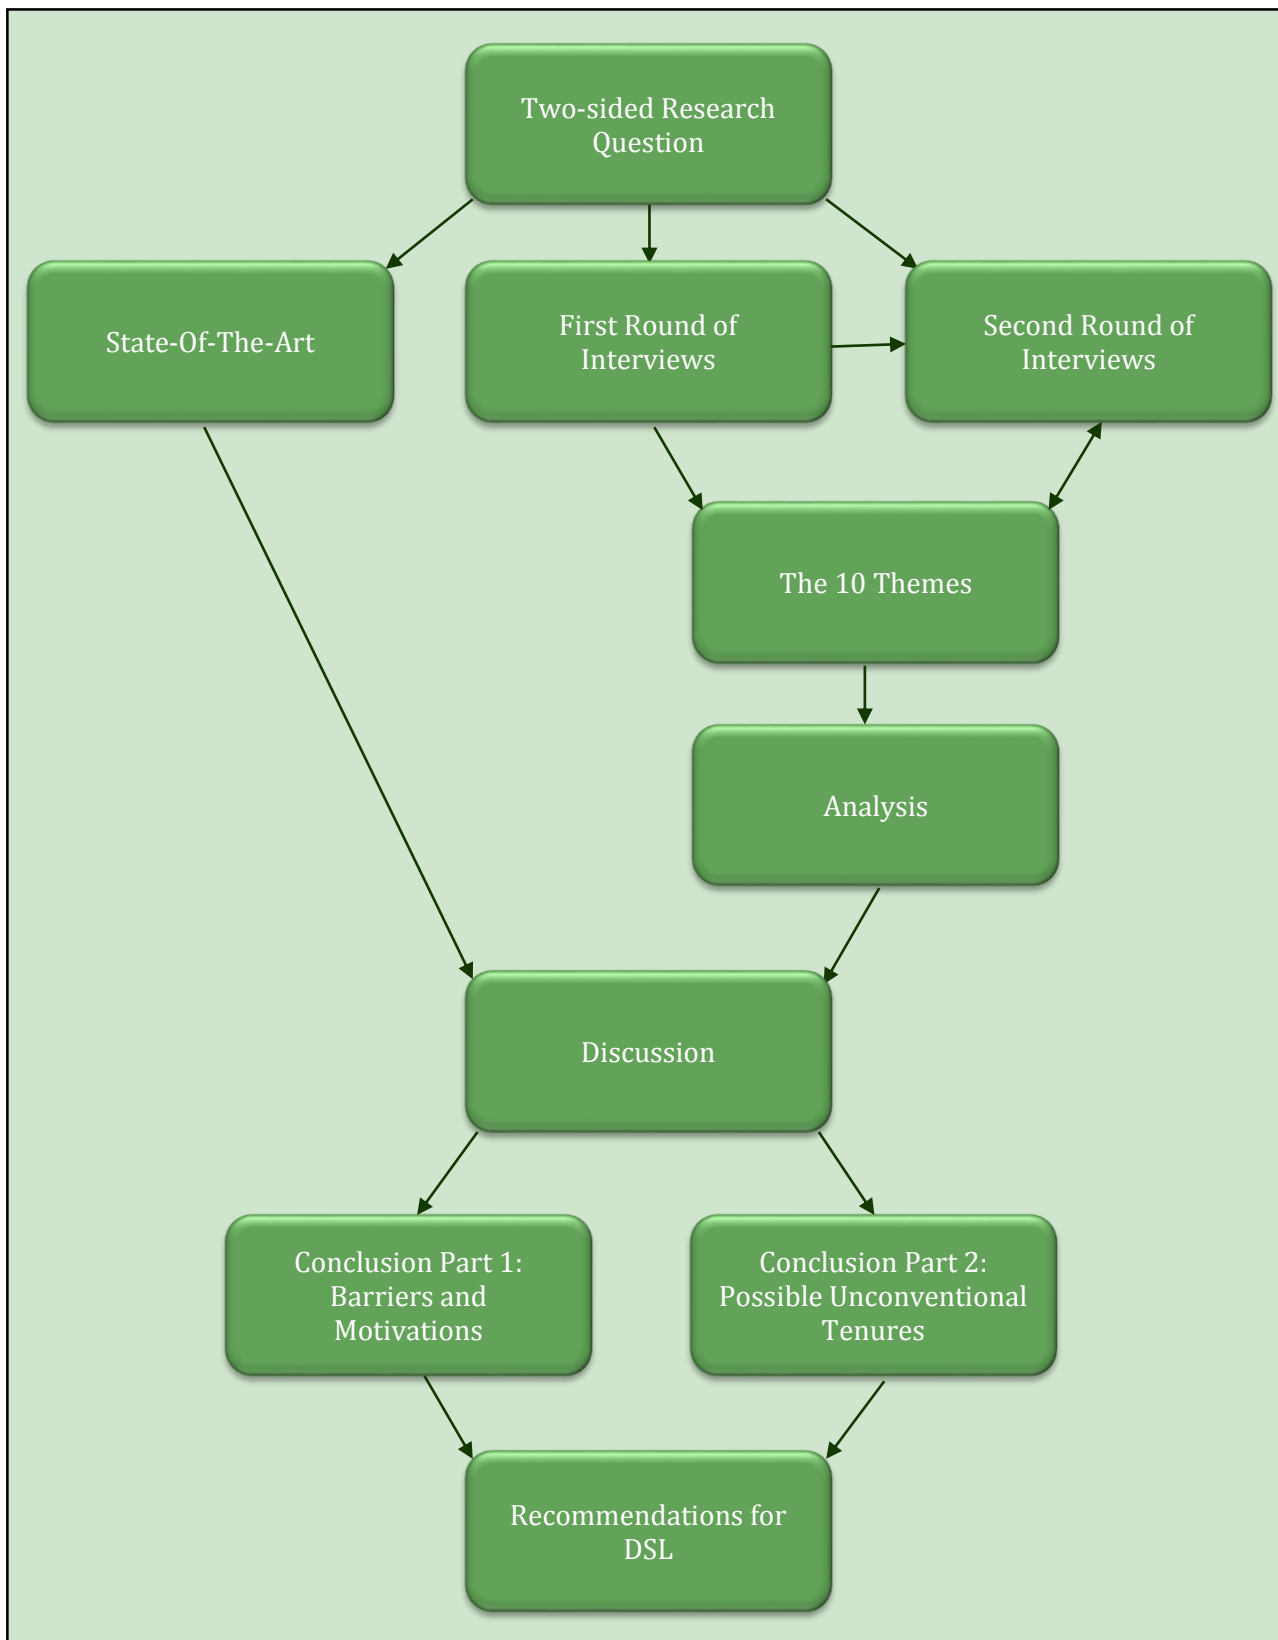 Two-sided Research
Question
State-Of-The-Art
First Round of
Interviews
Second Round of
Interviews
The 10 Themes
Analysis
Discussion
Conclusion Part 1:
Barriers and
Motivations
Conclusion Part 2:
Possible Unconventional
Tenures
Recommendations for
DSL